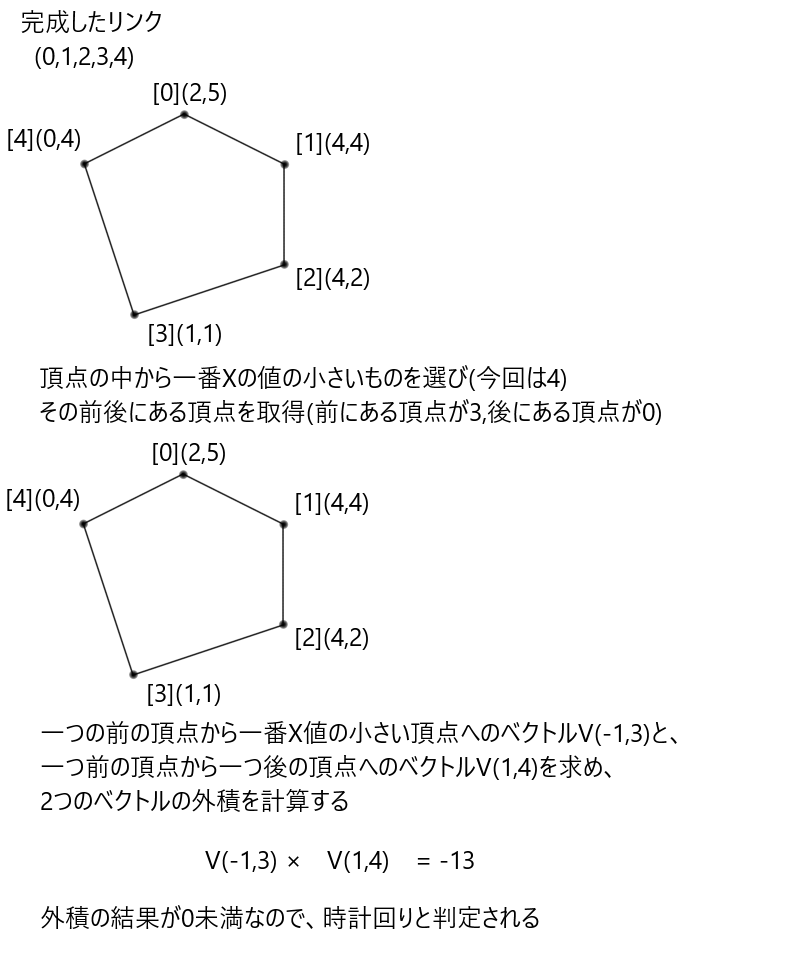 完成したリンク
(0,1,2,3,4)
[0](2,5)
[4](0,4)
[1](4,4)
[2](4,2)
[3](1,1)
頂点の中から一番Xの値の小さいものを選び(今回は4)
その前後にある頂点を取得(前にある頂点が3,後にある頂点が0)
[0](2,5)
[4](0,4)
[1](4,4)
[2](4,2)
[3](1,1)
一つの前の頂点から一番X値の小さい頂点へのベクトルV(-1,3)と、
一つ前の頂点から一つ後の頂点へのベクトルV(1,4)を求め、
2つのベクトルの外積を計算する
V(-1,3) × V(1,4) = -13
外積の結果が0未満なので、時計回りと判定される